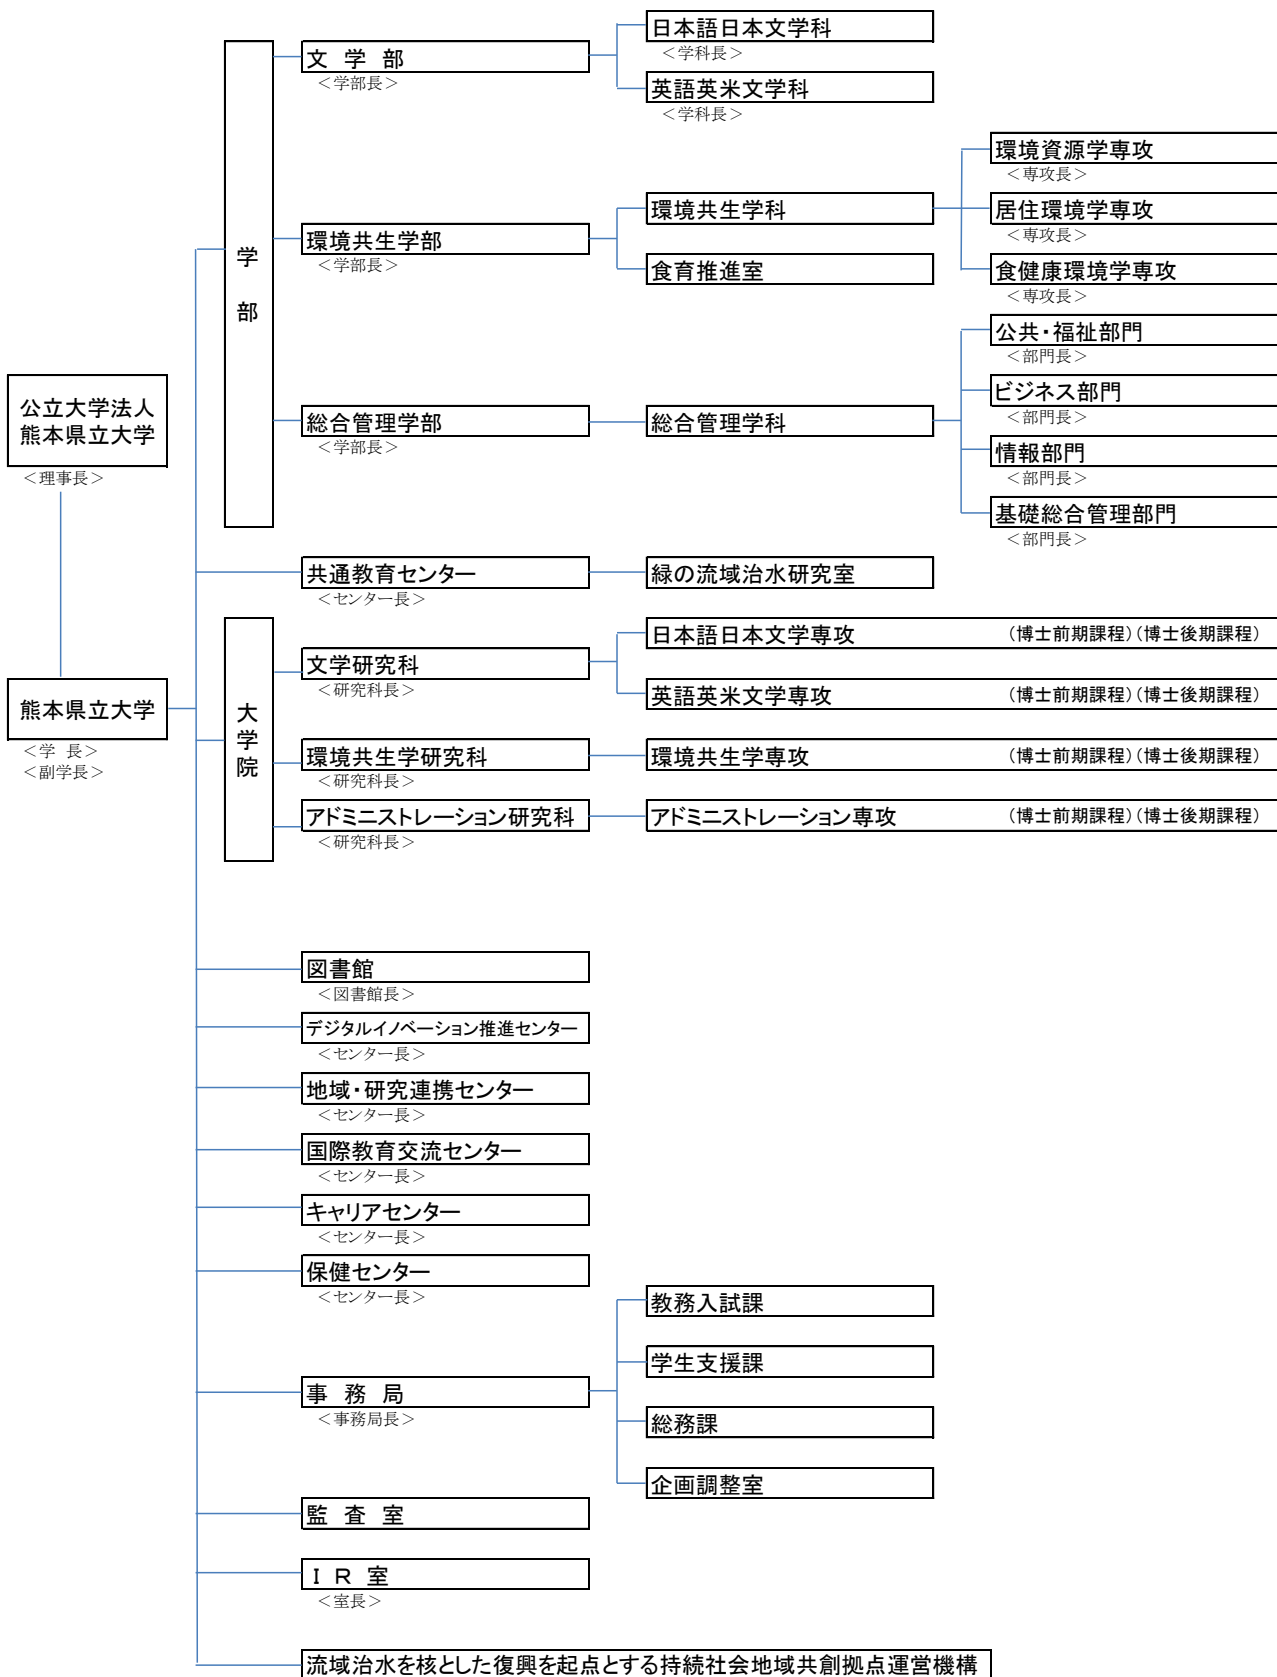 公立大学法人
熊本県立大学
＜理事長＞
熊本県立大学
＜学 長＞
＜副学長＞
学部
文 学 部
＜学部長＞
日本語日本文学科
＜学科長＞
英語英米文学科
＜学科長＞
環境共生学部
＜学部長＞
環境共生学科
環境資源学専攻
＜専攻長＞
居住環境学専攻
＜専攻長＞
食健康環境学専攻
＜専攻長＞
食育推進室
総合管理学部
＜学部長＞
総合管理学科
公共・福祉部門
＜部門長＞
ビジネス部門
＜部門長＞
情報部門
＜部門長＞
基礎総合管理部門
＜部門長＞
共通教育センター
＜センター長＞
緑の流域治水研究室
大学院
文学研究科
＜研究科長＞
日本語日本文学専攻 （博士前期課程）（博士後期課程）
英語英米文学専攻 （博士前期課程）（博士後期課程）
環境共生学研究科
＜研究科長＞
環境共生学専攻 （博士前期課程）（博士後期課程）
アドミニストレーション研究科
＜研究科長＞
アドミニストレーション専攻 （博士前期課程）（博士後期課程）
図書館
＜図書館長＞
デジタルイノベーション推進センター
＜センター長＞
地域・研究連携センター
＜センター長＞
国際教育交流センター
＜センター長＞
キャリアセンター
＜センター長＞
保健センター
＜センター長＞
事 務 局
＜事務局長＞
教務入試課
学生支援課
総務課
企画調整室
監 査 室
Ｉ Ｒ 室
＜室長＞
流域治水を核とした復興を起点とする持続社会地域共創拠点運営機構